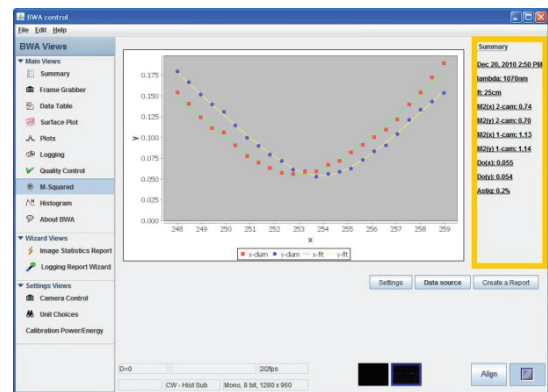 BWA control
File Edit Help
BWA Views
Main Views
Summary
Frame Grabber
Data Table
Surface Plot
Plots
Logging
Quality Control
M-Squared
Histogram
About BWA
Wizard Views
Image Statistics Report
Logging Report Wizard
Settings Views
Camera Control
Unit Choices
Calibration Power/Energy
0.175
0.150
0.125
0.100
0.075
0.050
0.025
0.000
y
248 249 250 251 252 253 254 255 256 257 258 259
x
x-diam y-diam x-fit y-fit
Summary
Dec 20, 2010 2:50 PM
lambda: 1070nm
ft: 25cm
M2(x) 2-cam: 0.74
M2(y) 2-cam: 0.70
M2(x) 1-cam: 1.13
M2(y) 1-cam: 1.14
Do(x): 0.055
Do(y): 0.054
Astig: 0.2%
Settings Data source Create a Report
D=0 2/2fps
CW - Hist Sub Mono, 8 bit, 1280 x 960
Align